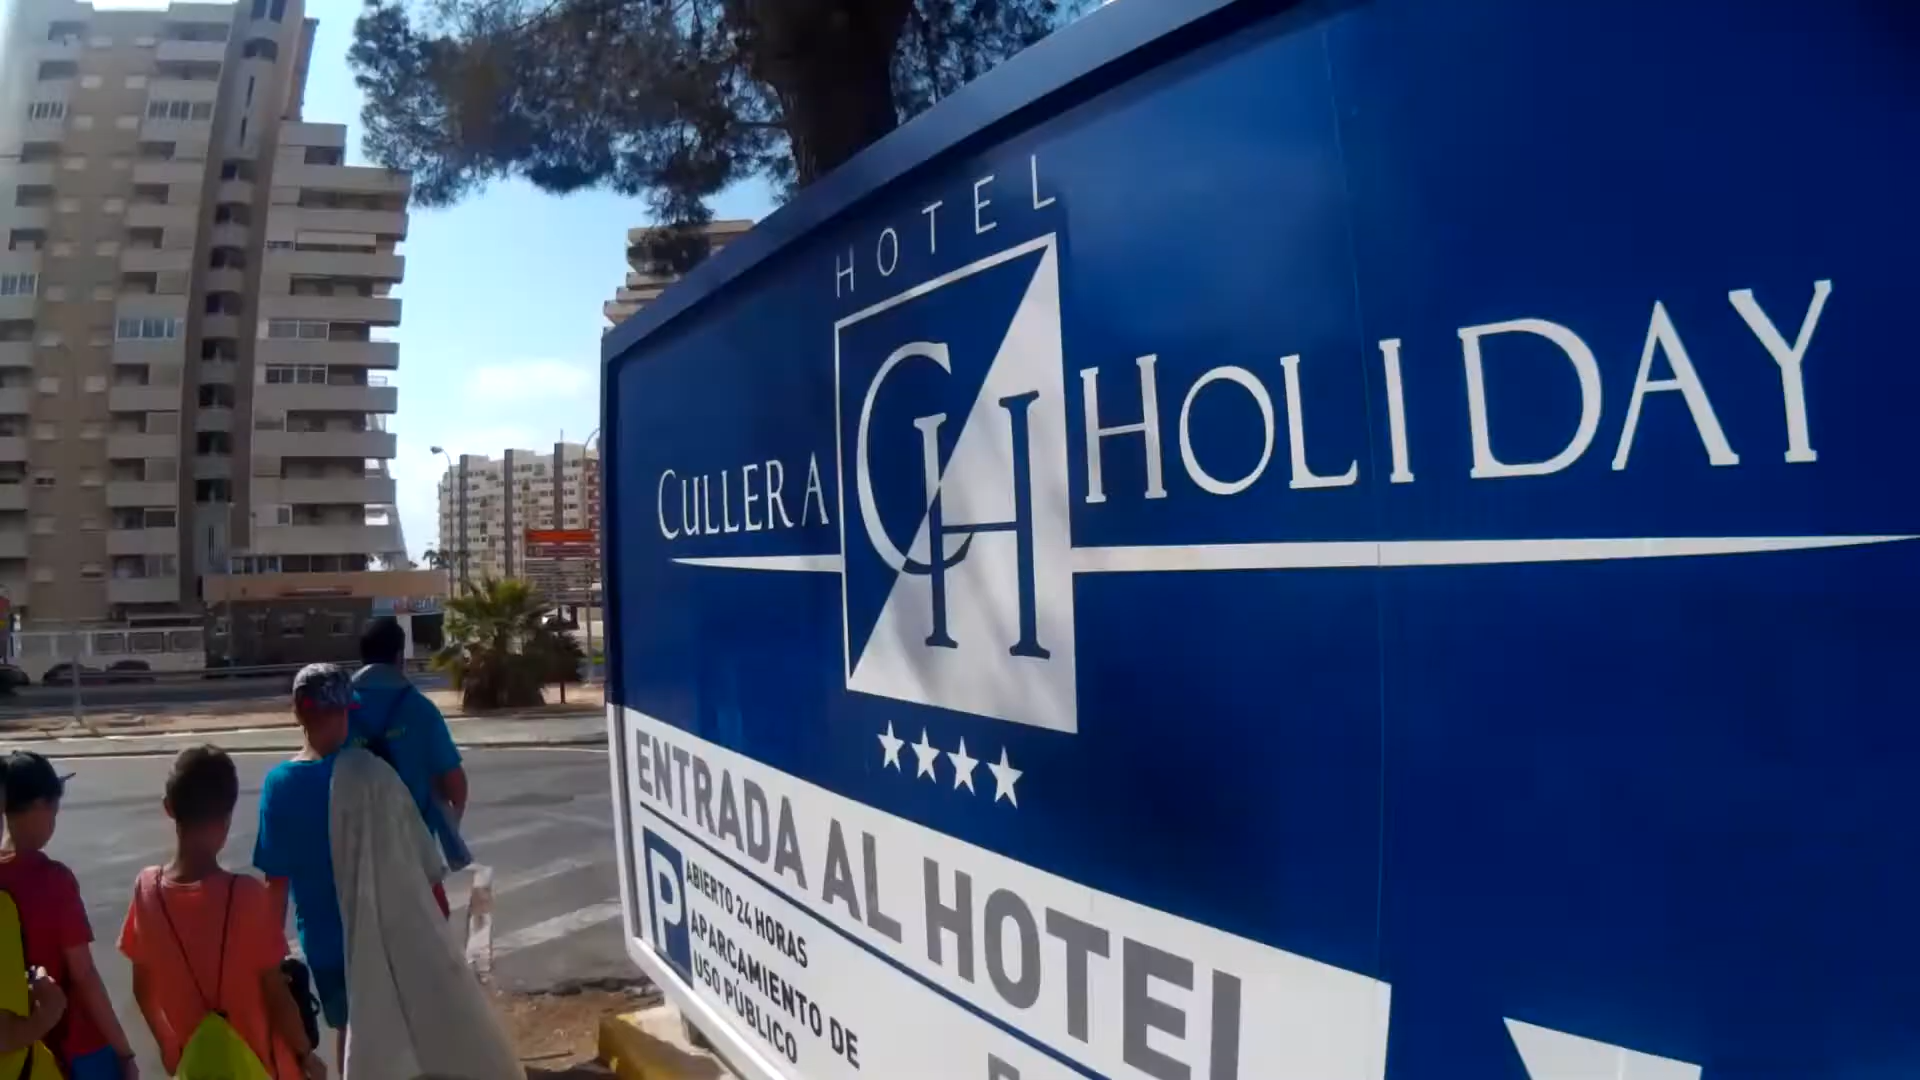 HOTEL
CULLERA CH HOLIDAY
ENTRADA AL HOTEL
P
ABIERTO 24 HORAS
APARCAMIENTO DE
USO PÚBLICO